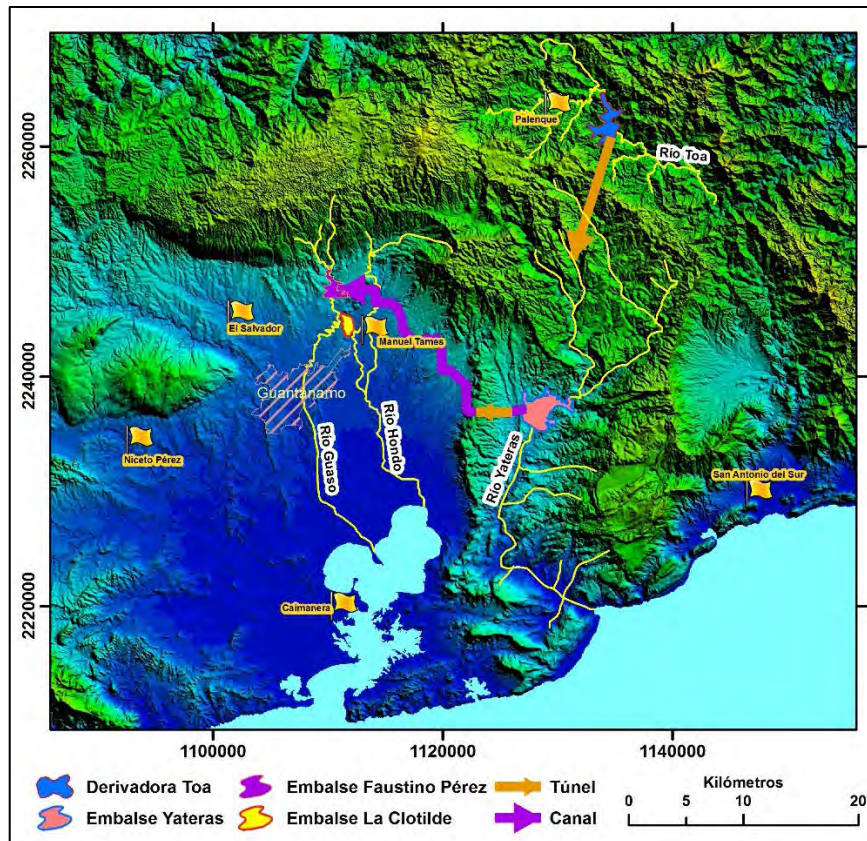 Palenque
2260000
Río Toa
El Salvador
Manuel Tames
2240000
Guantánamo
Niceto Pérez
Río Guaso
Río Hondo
Río Yateras
San Antonio del Sur
2220000
Caimanera
1100000 1120000 1140000
Derivadora Toa Embalse Faustino Pérez Túnel Kilómetros
Embalse Yateras Embalse La Clotilde Canal 0 5 10 20